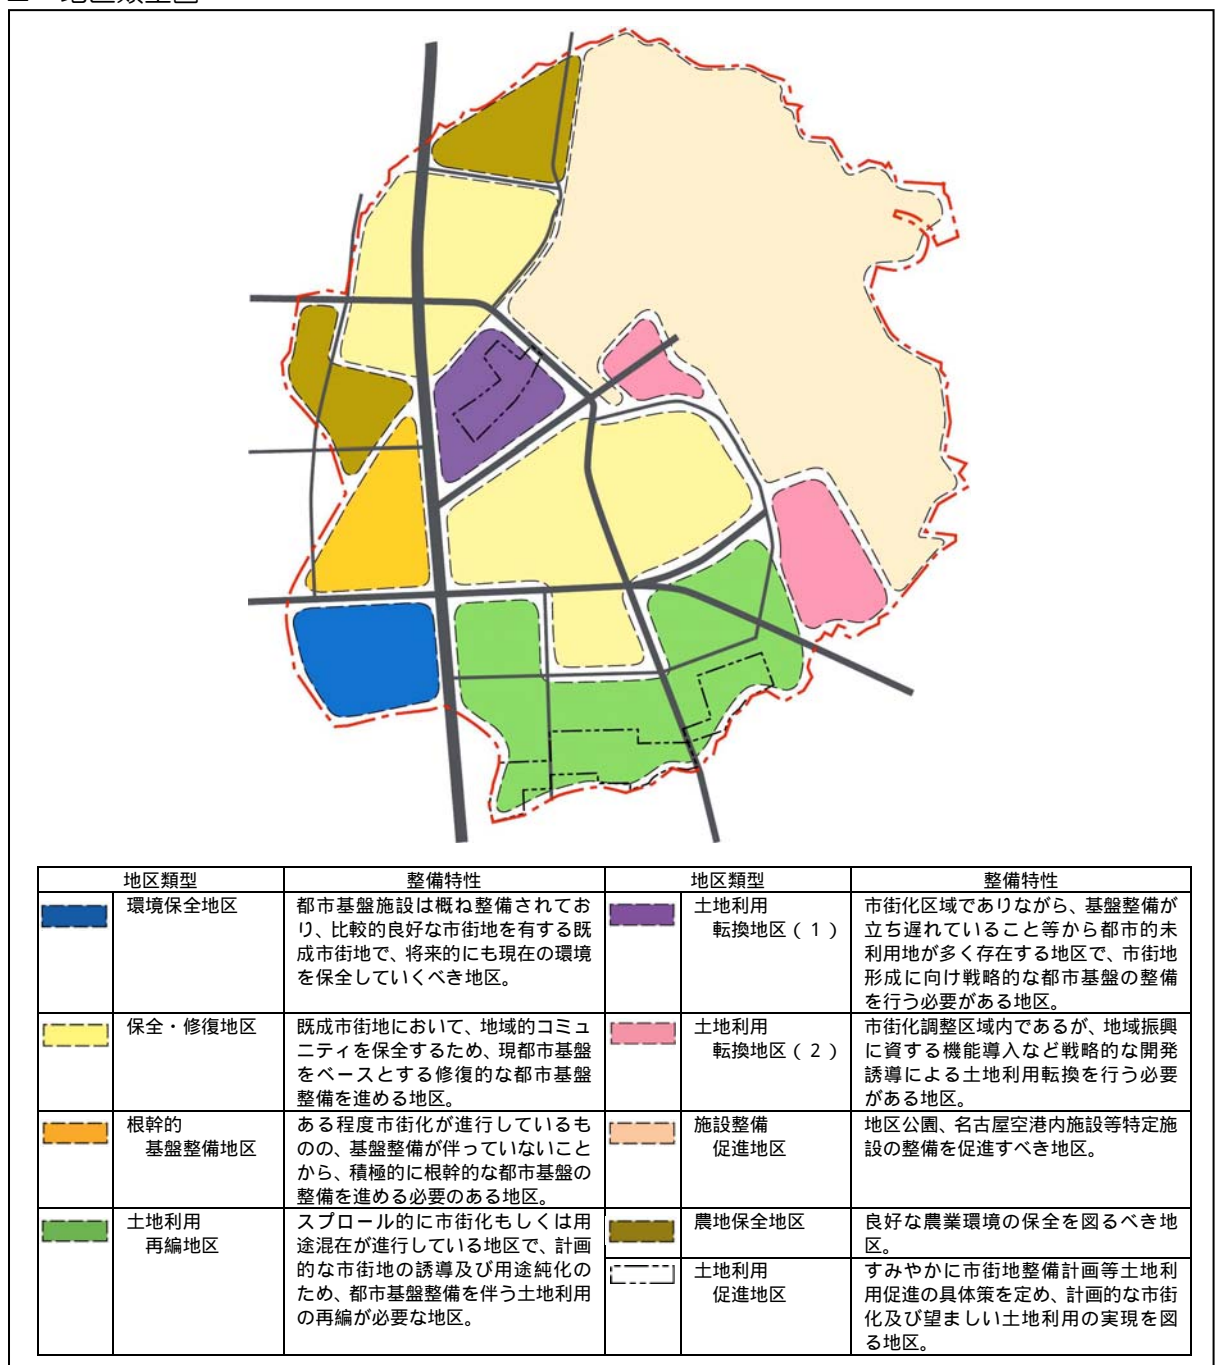 地区類型
整備特性
地区類型
整備特性
環境保全地区
都市基盤施設は概ね整備されてお
り、比較的良好な市街地を有する既
成市街地で、将来的にも現在の環境
を保全していくべき地区。
土地利用
転換地区（１）
市街化区域でありながら、基盤整備が
立ち遅れていること等から都市的未
利用地が多く存在する地区で、市街地
形成に向け戦略的な都市基盤の整備
を行う必要がある地区。
保全・修復地区
既成市街地において、地域的コミュ
ニティを保全するため、現都市基盤
をベースとする修復的な都市基盤
整備を進める地区。
土地利用
転換地区（２）
市街化調整区域内であるが、地域振興
に資する機能導入など戦略的な開発
誘導による土地利用転換を行う必要
がある地区。
根幹的
基盤整備地区
ある程度市街化が進行しているも
のの、基盤整備が伴っていないこと
から、積極的に根幹的な都市基盤の
整備を進める必要のある地区。
施設整備
促進地区
地区公園、名古屋空港内施設等特定施
設の整備を促進すべき地区。
土地利用
再編地区
スプロール的に市街化もしくは用
途混在が進行している地区で、計画
的な市街地の誘導及び用途純化の
ため、都市基盤整備を伴う土地利用
の再編が必要な地区。
農地保全地区
良好な農業環境の保全を図るべき地
区。
土地利用
促進地区
すみやかに市街地整備計画等土地利
用促進の具体策を定め、計画的な市街
化及び望ましい土地利用の実現を図
る地区。